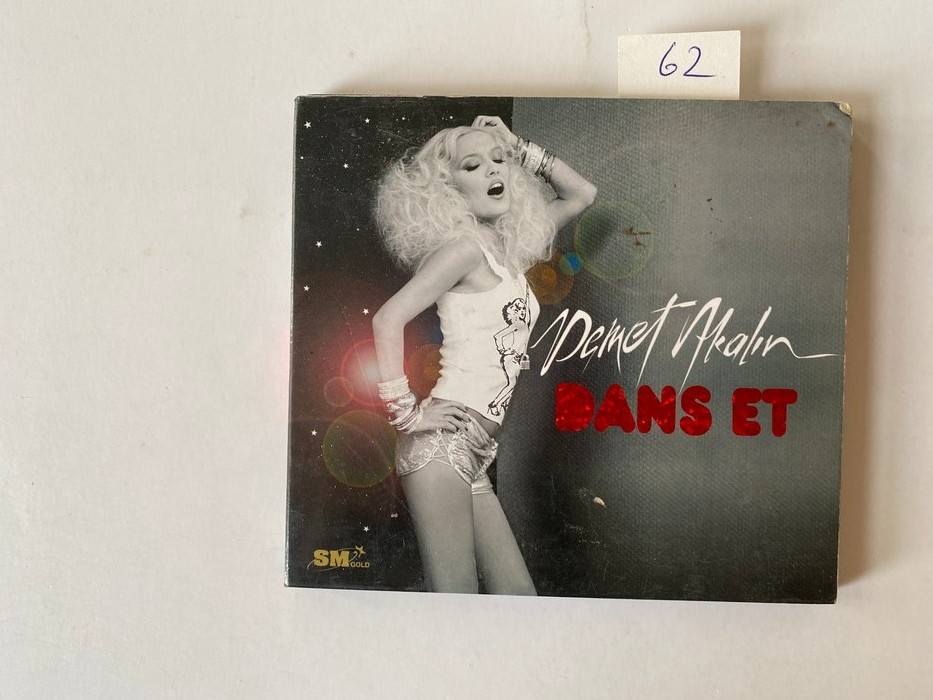 62
Demet Akalın
DANS ET
SM
GOLD